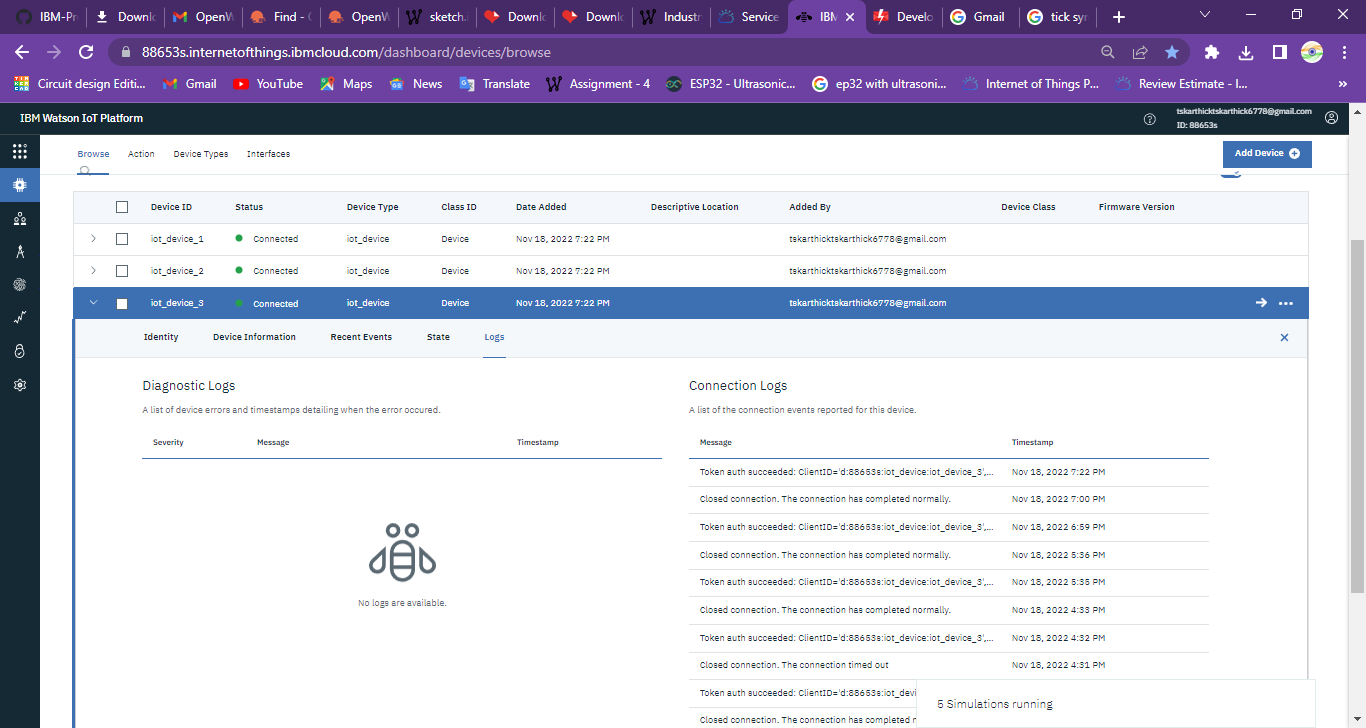 IBM-Pr
Downl
OpenW
Find -
OpenW
sketch.
Downl
Downl
Industr
Service
IBM
Develo
Gmail
tick syr
88653s.internetofthings.ibmcloud.com/dashboard/devices/browse
Circuit design Editi...
Gmail
YouTube
Maps
News
Translate
Assignment - 4
ESP32 - Ultrasonic...
ep32 with ultrasoni...
Internet of Things P...
Review Estimate - I...
»
IBM Watson IoT Platform
tskarthicktskarthick6778@gmail.com
ID: 88653s
Browse Action Device Types Interfaces
Add Device
Device ID Status Device Type Class ID Date Added Descriptive Location Added By Device Class Firmware Version
iot_device_1 Connected iot_device Device Nov 18, 2022 7:22 PM tskarthicktskarthick6778@gmail.com
iot_device_2 Connected iot_device Device Nov 18, 2022 7:22 PM tskarthicktskarthick6778@gmail.com
iot_device_3 Connected iot_device Device Nov 18, 2022 7:22 PM tskarthicktskarthick6778@gmail.com
Identity Device Information Recent Events State Logs
Diagnostic Logs
A list of device errors and timestamps detailing when the error occured.
Severity Message Timestamp
No logs are available.
Connection Logs
A list of the connection events reported for this device.
Message Timestamp
Token auth succeeded: ClientID='d:88653s:iot_device:iot_device_3',... Nov 18, 2022 7:22 PM
Closed connection. The connection has completed normally. Nov 18, 2022 7:00 PM
Token auth succeeded: ClientID='d:88653s:iot_device:iot_device_3',... Nov 18, 2022 6:59 PM
Closed connection. The connection has completed normally. Nov 18, 2022 5:36 PM
Token auth succeeded: ClientID='d:88653s:iot_device:iot_device_3',... Nov 18, 2022 5:35 PM
Closed connection. The connection has completed normally. Nov 18, 2022 4:33 PM
Token auth succeeded: ClientID='d:88653s:iot_device:iot_device_3',... Nov 18, 2022 4:32 PM
Closed connection. The connection timed out Nov 18, 2022 4:31 PM
Token auth succeeded: ClientID='d:88653s:iot_device:iot_devi
Closed connection. The connection has completed
5 Simulations running